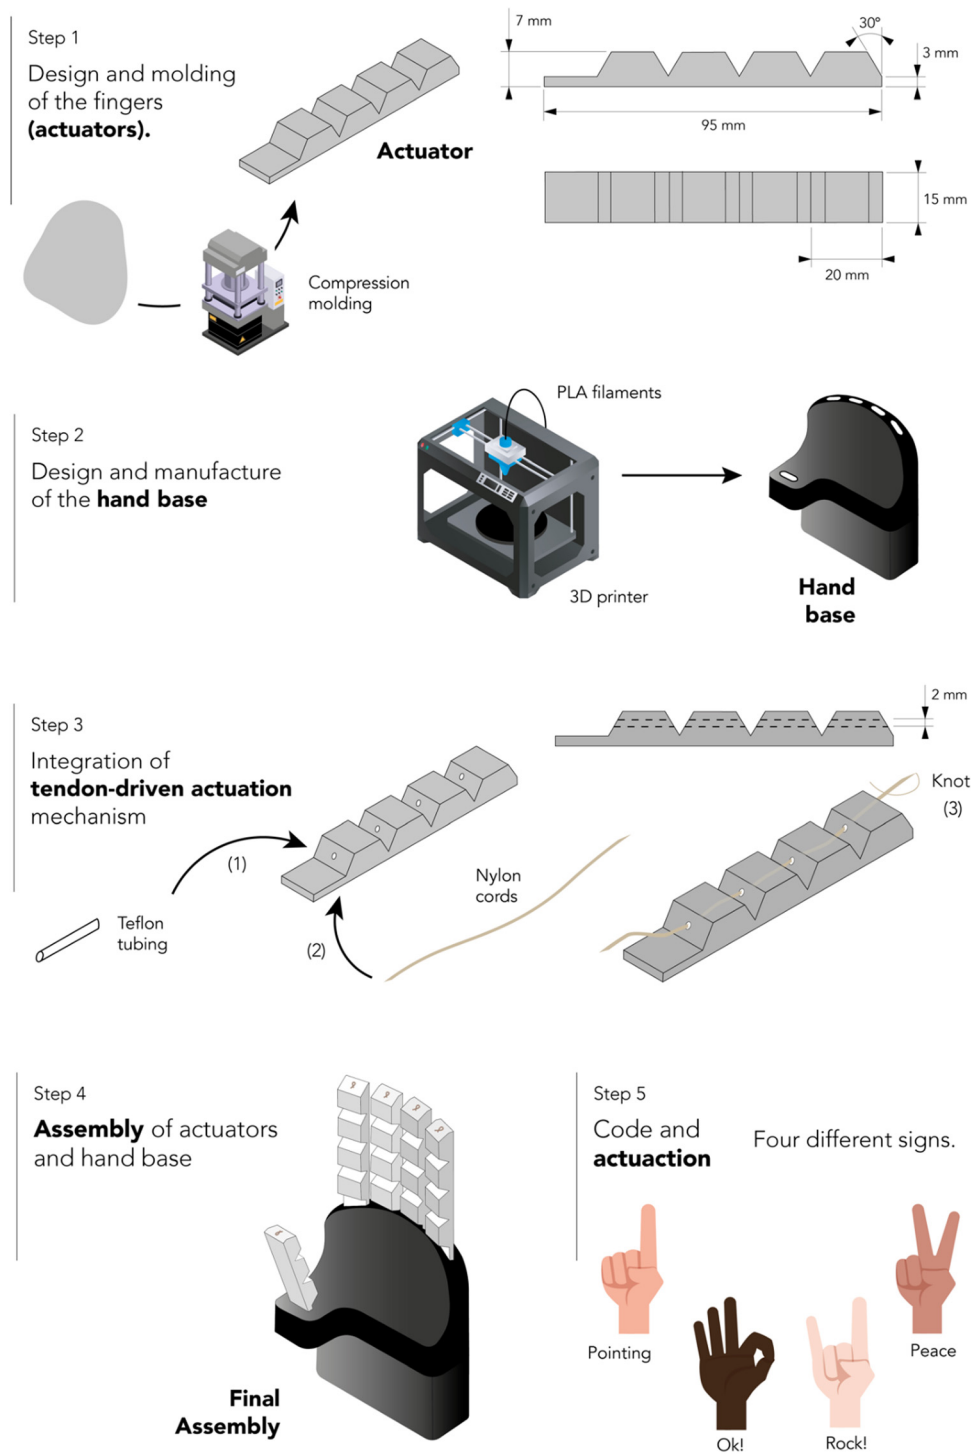 Step 1
Design and molding
of the fingers
(actuators).
Actuator
7 mm
30º
3 mm
95 mm
15 mm
20 mm
Compression
molding
Step 2
Design and manufacture
of the hand base
PLA filaments
3D printer
Hand
base
Step 3
Integration of
tendon-driven actuation
mechanism
(1)
Teflon
tubing
(2)
Nylon
cords
2 mm
Knot
(3)
Step 4
Assembly of actuators
and hand base
Final
Assembly
Step 5
Code and
actuaction
Four different signs.
Pointing
Ok!
Rock!
Peace